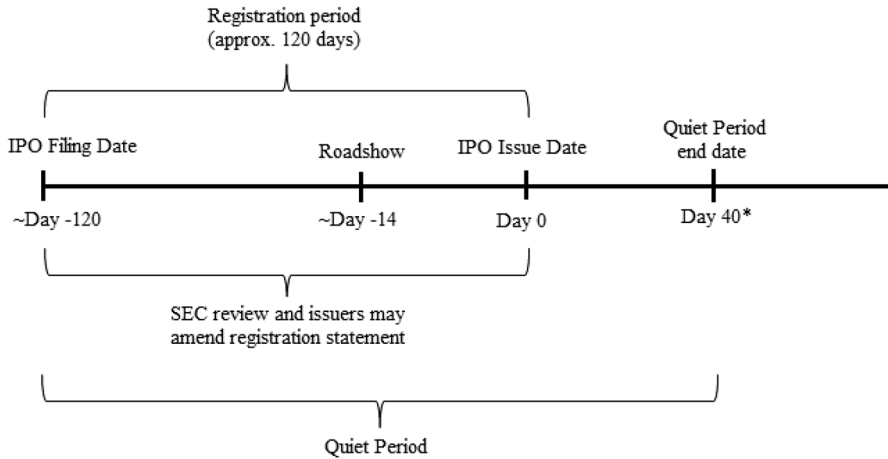 Registration period
(approx. 120 days)
IPO Filing Date
Roadshow
IPO Issue Date
Quiet Period
end date
~Day -120
~Day -14
Day 0
Day 40*
SEC review and issuers may
amend registration statement
Quiet Period